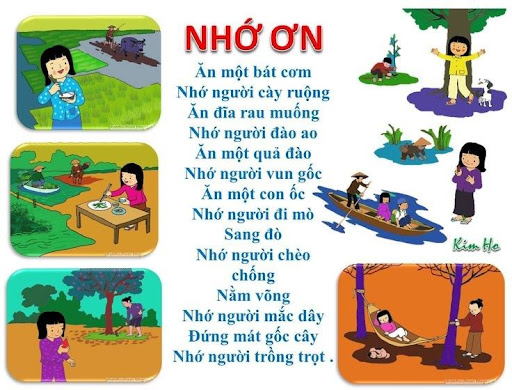 NHỚ ƠN
Ăn một bát cơm
Nhớ người cày ruộng
Ăn đĩa rau muống
Nhớ người đào ao
Ăn một quả đào
Nhớ người vun gốc
Ăn một con ốc
Nhớ người đi mò
Sang đò
Nhớ người chèo
chống
Nằm võng
Nhớ người mắc dây
Đứng mát gốc cây
Nhớ người trồng trọt .
Kim Họ